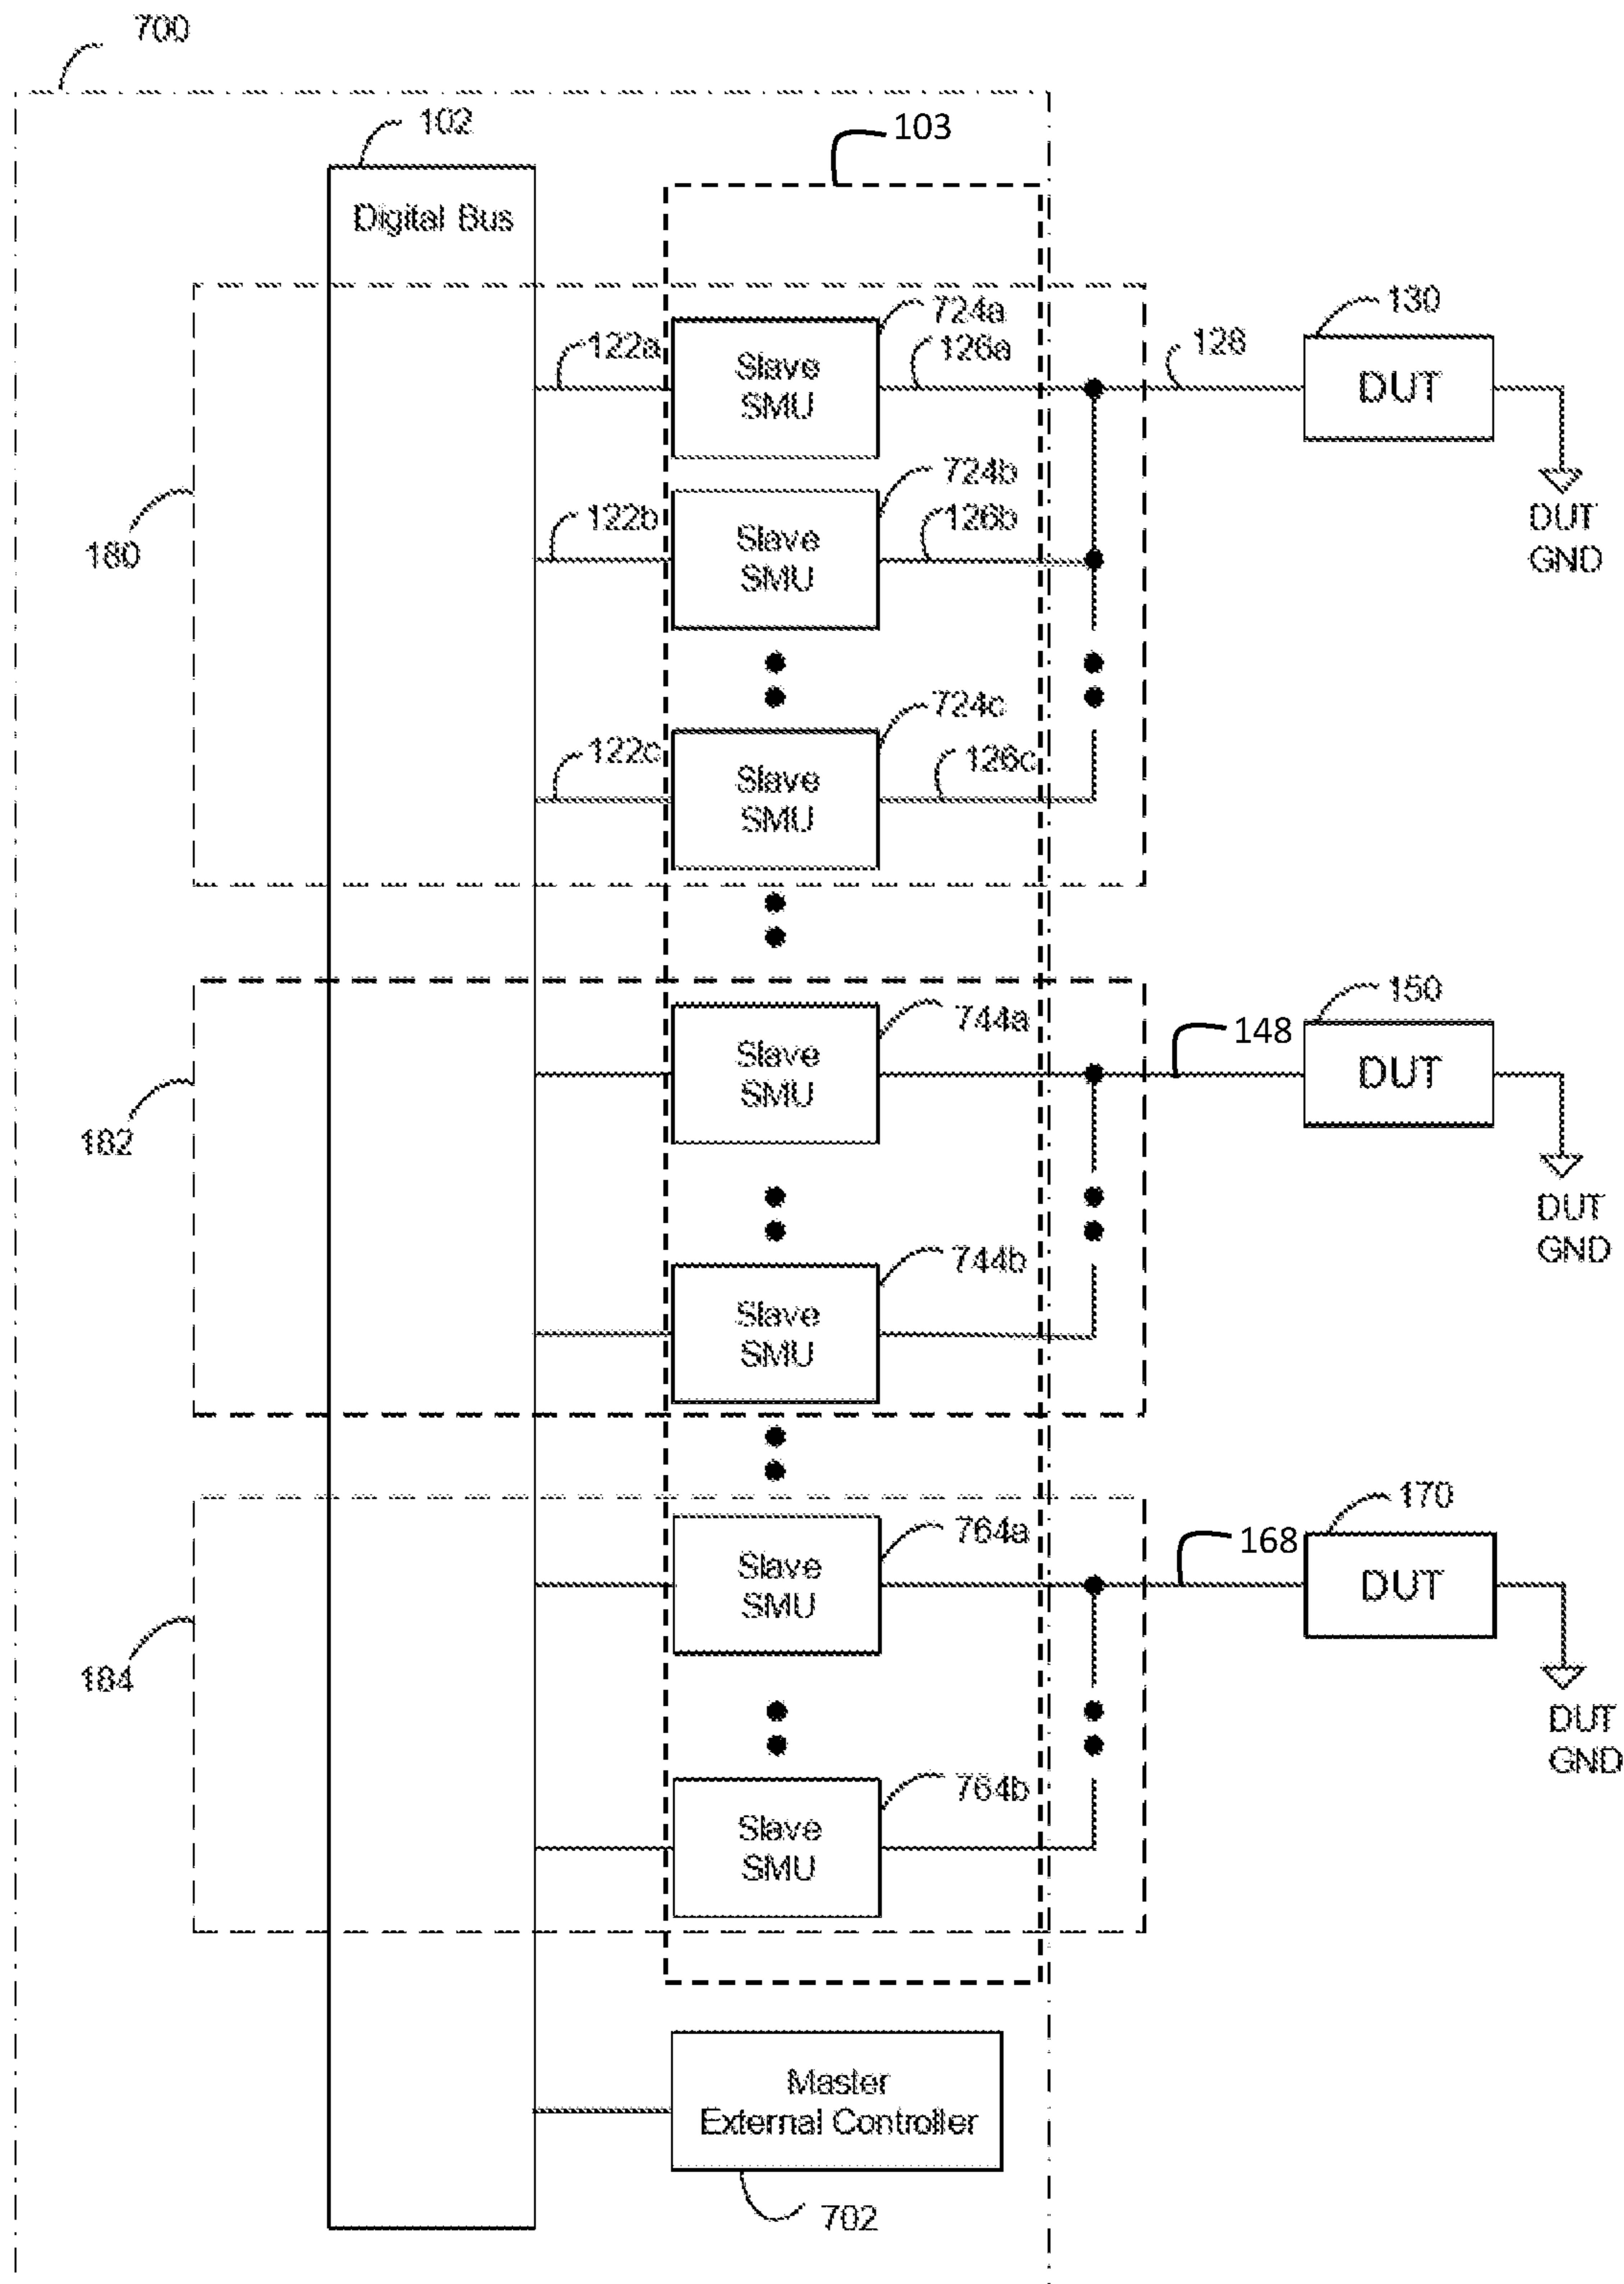 700
102
103
Digital Bus
724a
122a
126a
Slave
SMU
128
130
DUT
DUT
GND
724b
122b
126b
Slave
SMU
180
724c
122c
126c
Slave
SMU
744a
Slave
SMU
148
150
DUT
DUT
GND
182
744b
Slave
SMU
764a
Slave
SMU
168
170
DUT
DUT
GND
184
764b
Slave
SMU
Master
External Controller
702